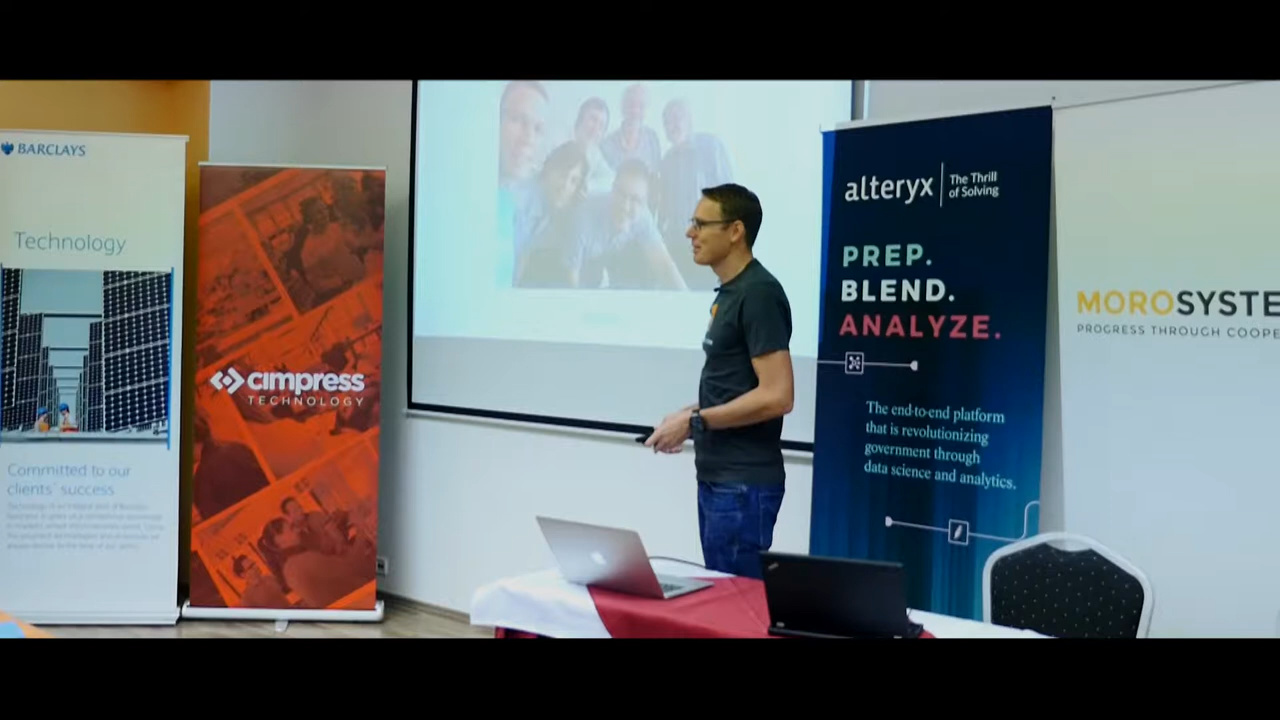 BARCLAYS
Technology
Committed to our
clients' success
cimpress
TECHNOLOGY
alteryx
The Thrill
of Solving
PREP.
BLEND.
ANALYZE.
The end-to-end platform
that is revolutionizing
government through
data science and analytics.
MOROSYSTE
PROGRESS THROUGH COOPE